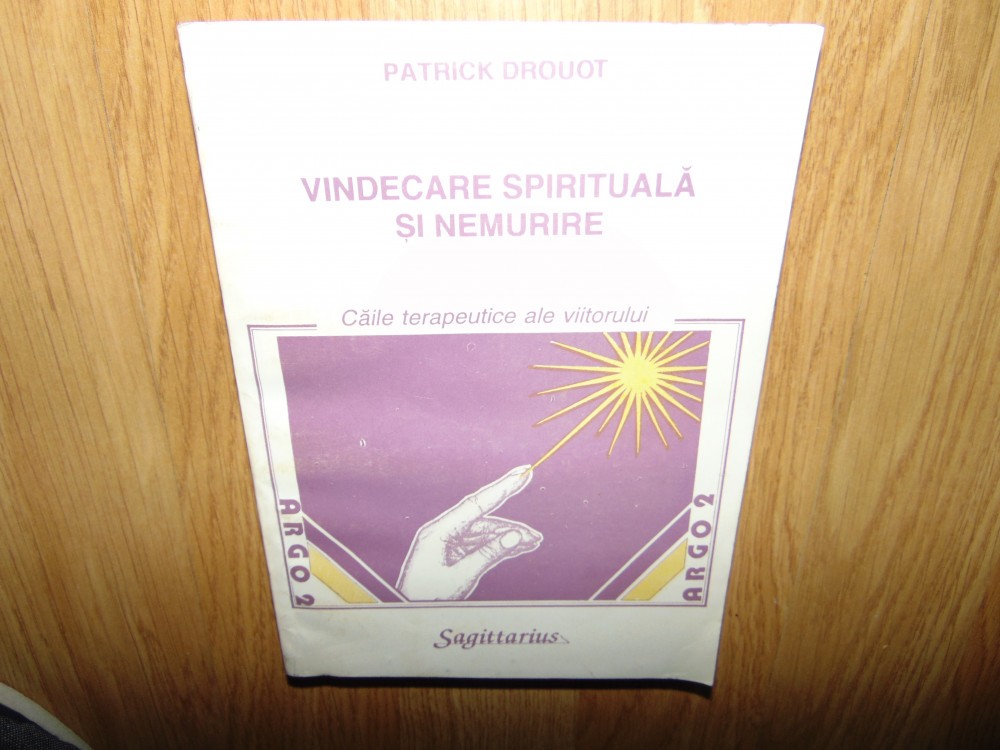 PATRICK DROUOT
VINDECARE SPIRITUALĂ
ȘI NEMURIRE
Căile terapeutice ale viitorului
ARGO 2
ARGO 2
Sagittarius